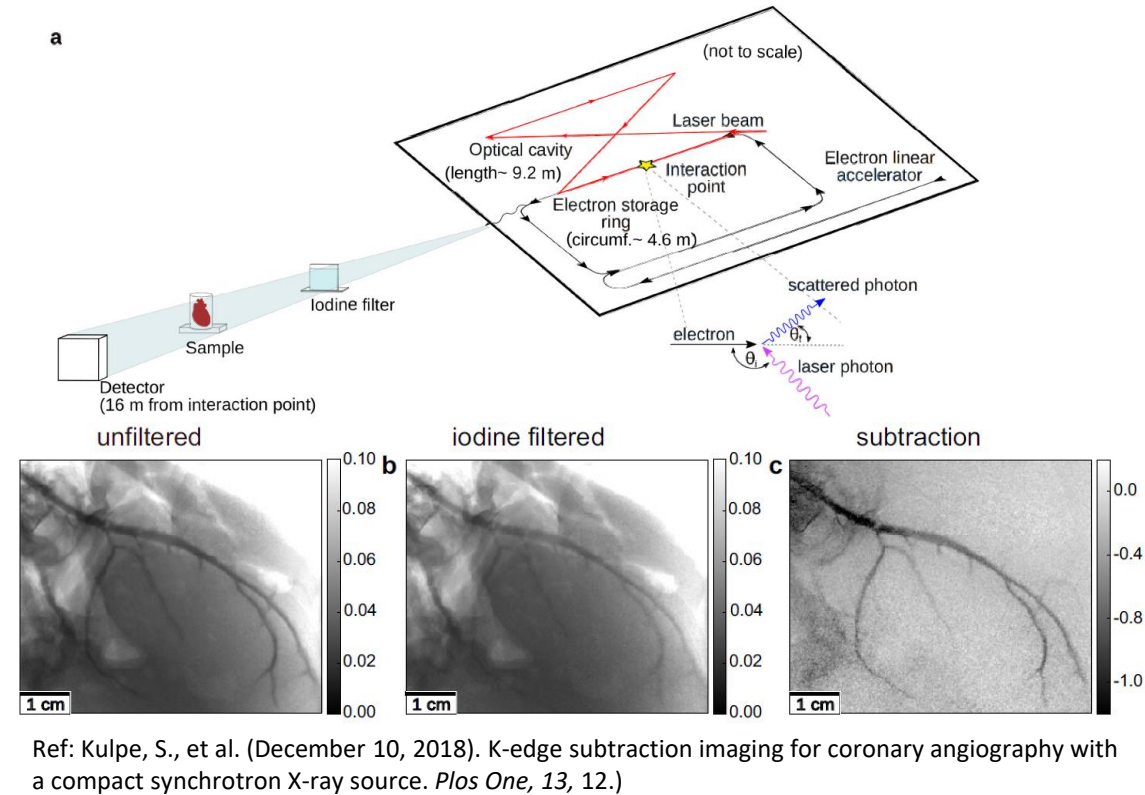 a
(not to scale)
Laser beam
Optical cavity
(length~ 9.2 m)
Interaction
point
Electron linear
accelerator
Electron storage
ring
(circumf.~ 4.6 m)
scattered photon
Iodine filter
electron
θf
θi
laser photon
Sample
Detector
(16 m from interaction point)
unfiltered
iodine filtered
subtraction
0.10
0.08
0.06
0.04
0.02
0.00
1 cm
b
0.10
0.08
0.06
0.04
0.02
0.00
1 cm
c
0.0
-0.4
-0.8
-1.0
1 cm
Ref: Kulpe, S., et al. (December 10, 2018). K-edge subtraction imaging for coronary angiography with
a compact synchrotron X-ray source. Plos One, 13, 12.)